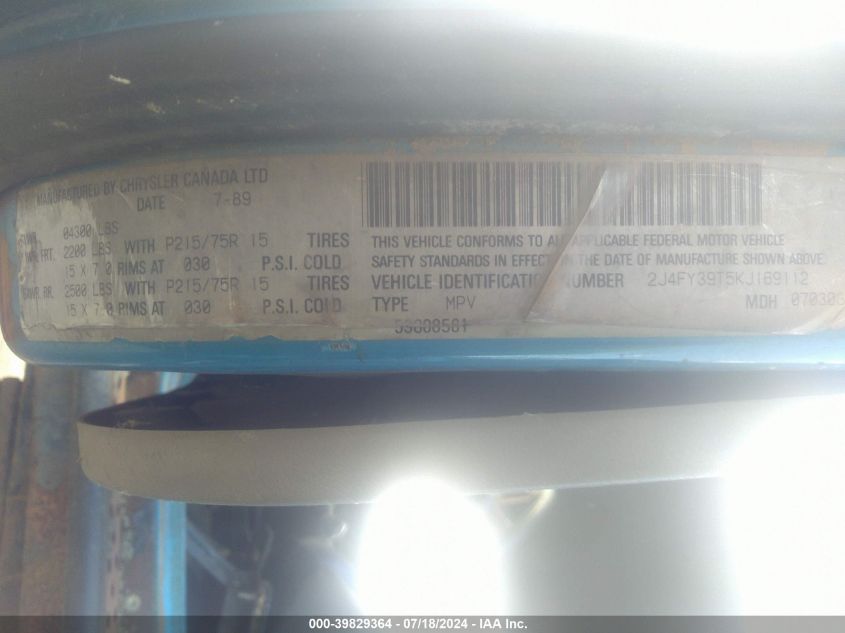 MANUFACTURED BY CHRYSLER CANADA LTD
DATE 7-89
04300 LBS
FRT. 2200 LBS WITH P215/75R 15 TIRES
15 X 7.0 RIMS AT 030 P.S.I. COLD
RR. 2500 LBS WITH P215/75R 15 TIRES
15 X 7.0 RIMS AT 030 P.S.I. COLD
THIS VEHICLE CONFORMS TO ALL APPLICABLE FEDERAL MOTOR VEHICLE
SAFETY STANDARDS IN EFFECT ON THE DATE OF MANUFACTURE SHOWN ABOVE
VEHICLE IDENTIFICATION NUMBER 2J4FY39T5KJ169112
TYPE MPV MDH 070303
000-39829364 - 07/18/2024 - IAA Inc.